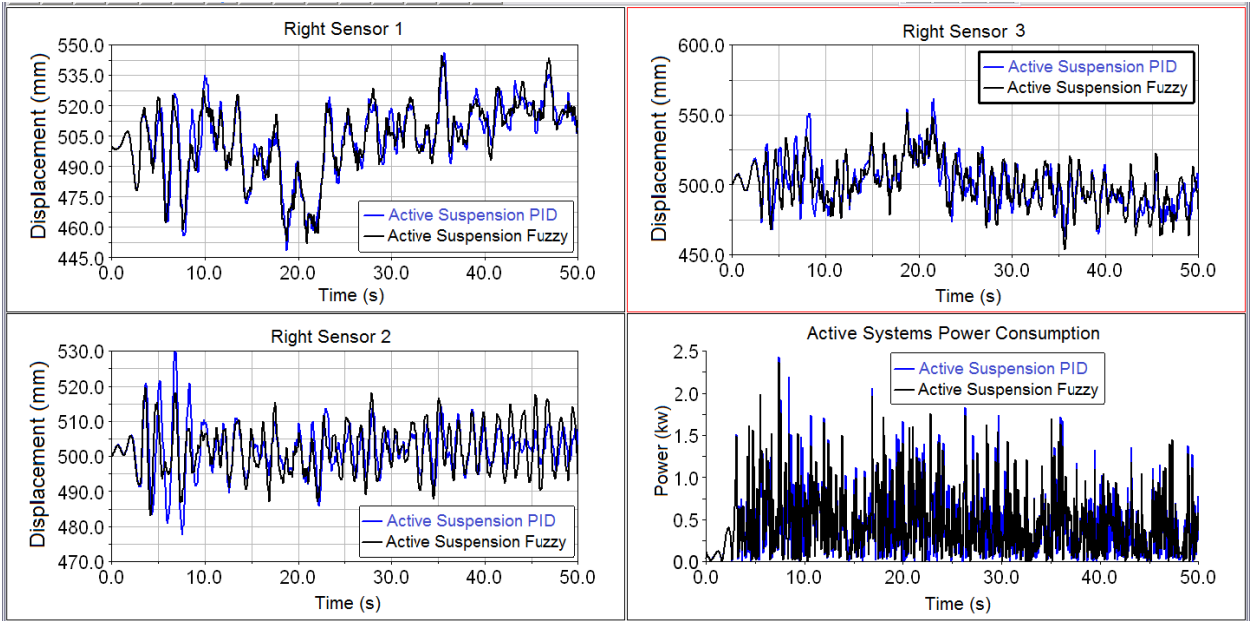 Right Sensor 1
Displacement (mm)
550.0
535.0
520.0
505.0
490.0
475.0
460.0
445.0
Active Suspension PID
Active Suspension Fuzzy
0.0 10.0 20.0 30.0 40.0 50.0
Time (s)
Right Sensor 3
Displacement (mm)
600.0
550.0
500.0
450.0
Active Suspension PID
Active Suspension Fuzzy
0.0 10.0 20.0 30.0 40.0 50.0
Time (s)
Right Sensor 2
Displacement (mm)
530.0
520.0
510.0
500.0
490.0
480.0
470.0
Active Suspension PID
Active Suspension Fuzzy
0.0 10.0 20.0 30.0 40.0 50.0
Time (s)
Active Systems Power Consumption
Power (kw)
2.5
2.0
1.5
1.0
0.5
0.0
Active Suspension PID
Active Suspension Fuzzy
0.0 10.0 20.0 30.0 40.0 50.0
Time (s)